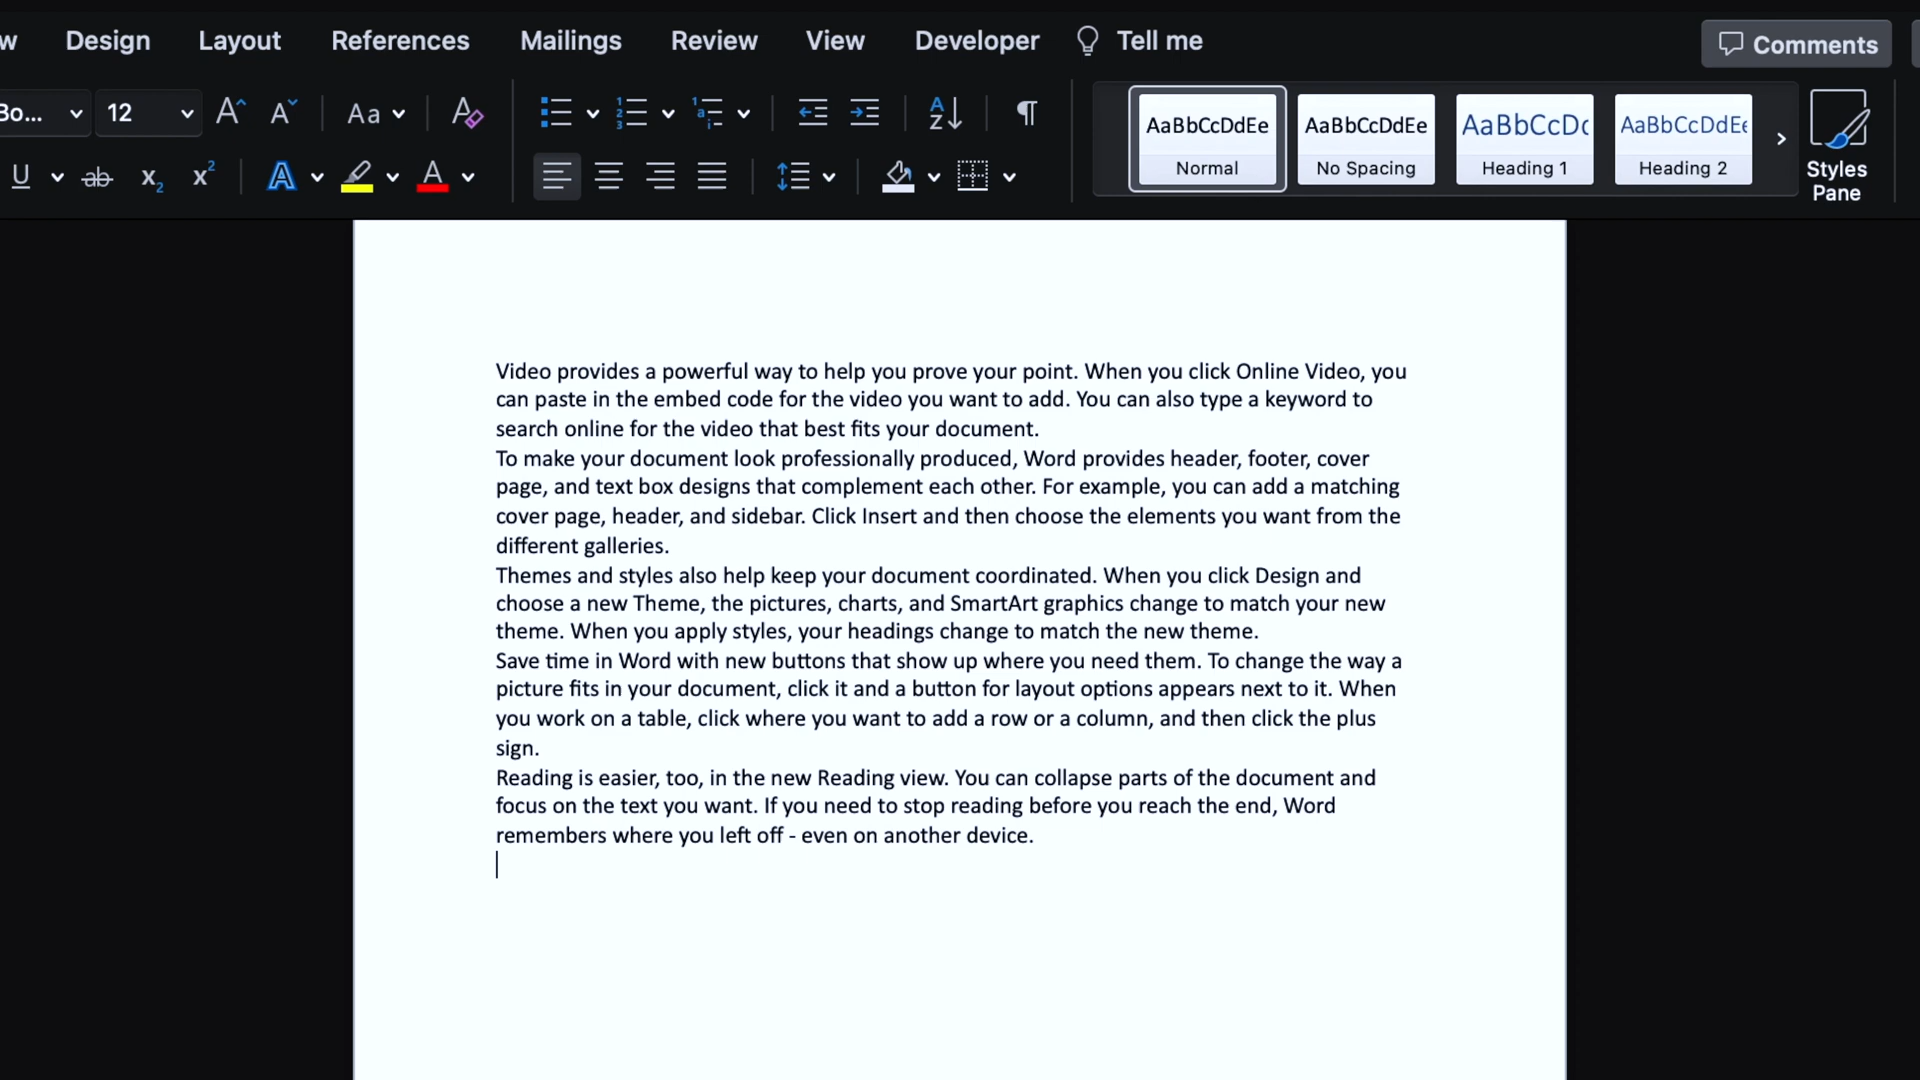 w Design Layout References Mailings Review View Developer Tell me Comments
Bo... 12 Aa
Styles Pane
AaBbCcDdEe AaBbCcDdEe AaBbCcDc AaBbCcDdEe
Normal No Spacing Heading 1 Heading 2
Video provides a powerful way to help you prove your point. When you click Online Video, you
can paste in the embed code for the video you want to add. You can also type a keyword to
search online for the video that best fits your document.
To make your document look professionally produced, Word provides header, footer, cover
page, and text box designs that complement each other. For example, you can add a matching
cover page, header, and sidebar. Click Insert and then choose the elements you want from the
different galleries.
Themes and styles also help keep your document coordinated. When you click Design and
choose a new Theme, the pictures, charts, and SmartArt graphics change to match your new
theme. When you apply styles, your headings change to match the new theme.
Save time in Word with new buttons that show up where you need them. To change the way a
picture fits in your document, click it and a button for layout options appears next to it. When
you work on a table, click where you want to add a row or a column, and then click the plus
sign.
Reading is easier, too, in the new Reading view. You can collapse parts of the document and
focus on the text you want. If you need to stop reading before you reach the end, Word
remembers where you left off - even on another device.